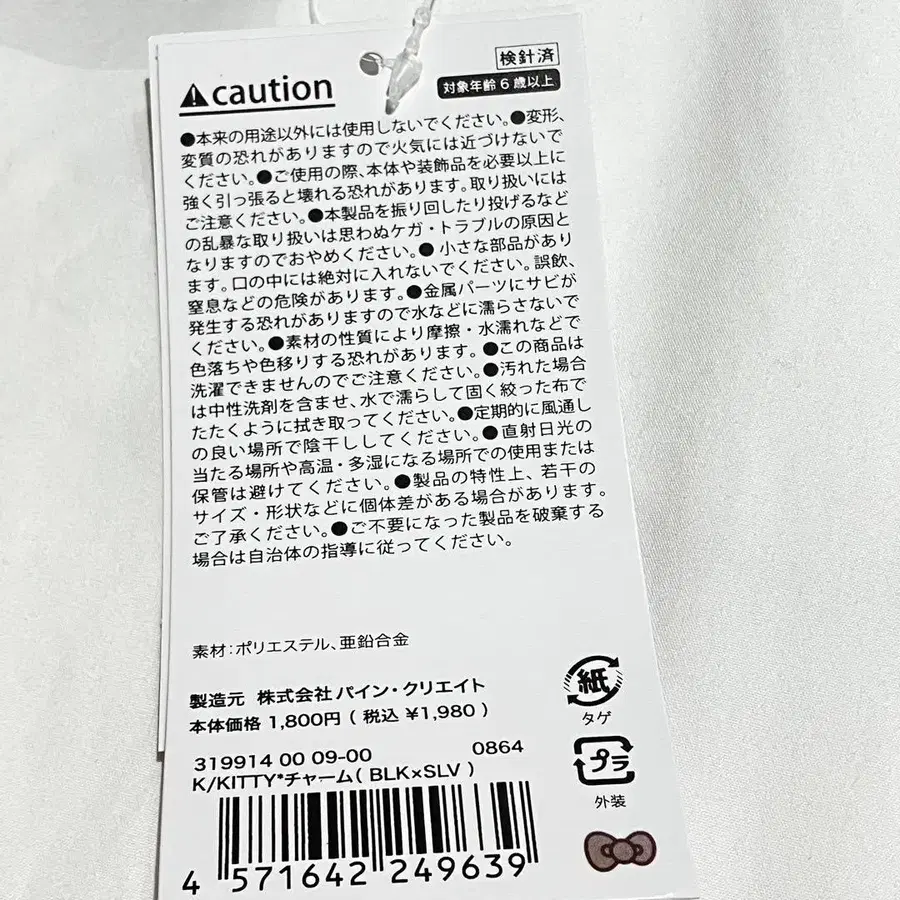 検針済
⚠caution
対象年齢 6 歳以上
●本来の用途以外には使用しないでください。●変形、
変質の恐れがありますので火気には近づけないで
ください。●ご使用の際、本体や装飾品を必要以上に
強く引っ張ると壊れる恐れがあります。取り扱いには
ご注意ください。●本製品を振り回したり投げるなど
の乱暴な取り扱いは思わぬケガ・トラブルの原因と
なりますのでおやめください。● 小さな部品があり
ます。口の中には絶対に入れないでください。誤飲、
窒息などの危険があります。●金属パーツにサビが
発生する恐れがありますので水などに濡らさないで
ください。●素材の性質により摩擦・水濡れなどで
色落ちや色移りする恐れがあります。●この商品は
洗濯できませんのでご注意ください。●汚れた場合
は中性洗剤を含ませ、水で濡らして固く絞った布で
たたくように拭き取ってください。●定期的に風通し
の良い場所で陰干ししてください。●直射日光の
当たる場所や高温・多湿になる場所での使用または
保管は避けてください。●製品の特性上、若干の
サイズ・形状などに個体差がある場合があります。
ご了承ください。●ご不要になった製品を破棄する
場合は自治体の指導に従ってください。
素材:ポリエステル、亜鉛合金
製造元 株式会社 パイン・クリエイト
本体価格 1,800円 ( 税込 ¥1,980 )
319914 00 09-00 0864
K/KITTY*チャーム( BLK×SLV )
4 571642 249639
紙
タグ
プラ
外装